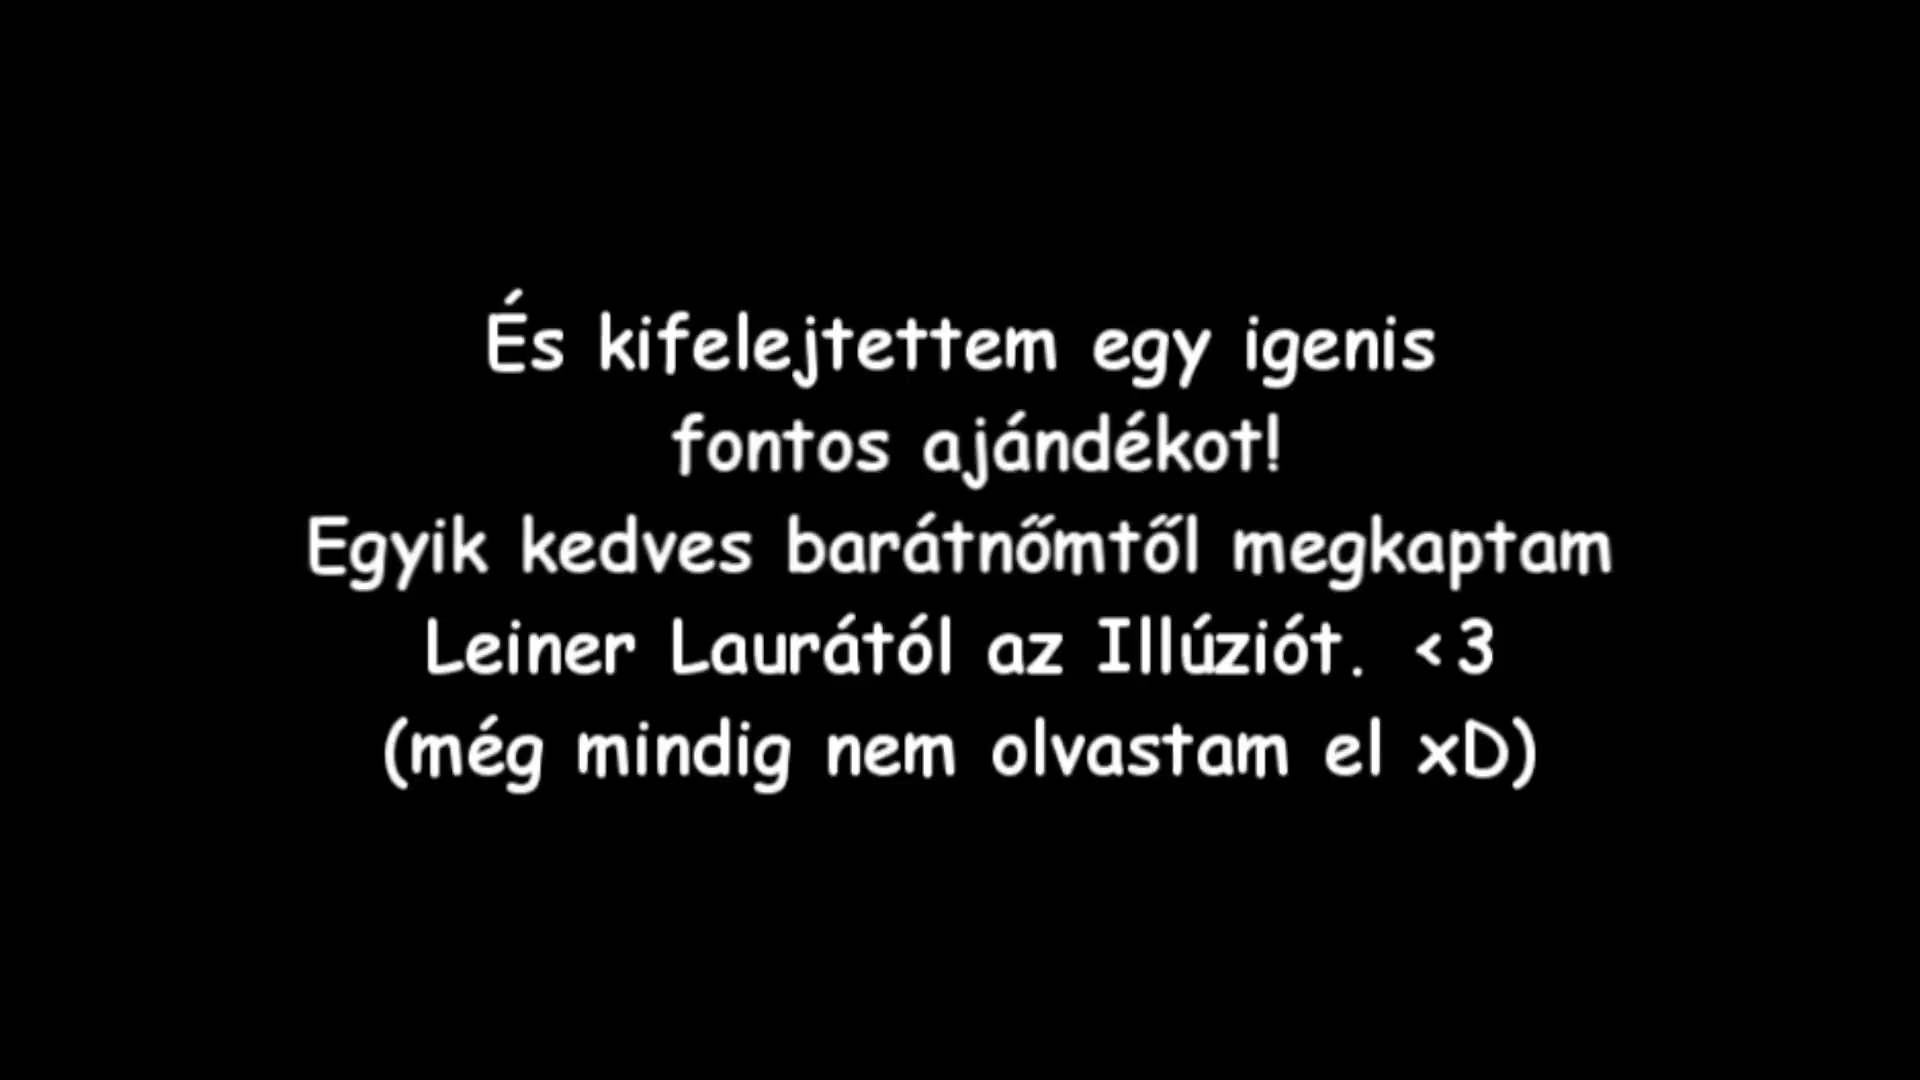 És kifelejtettem egy igenis
fontos ajándékot!
Egyik kedves barátnőmtől megkaptam
Leiner Laurától az Illúziót. <3
(még mindig nem olvastam el xD)